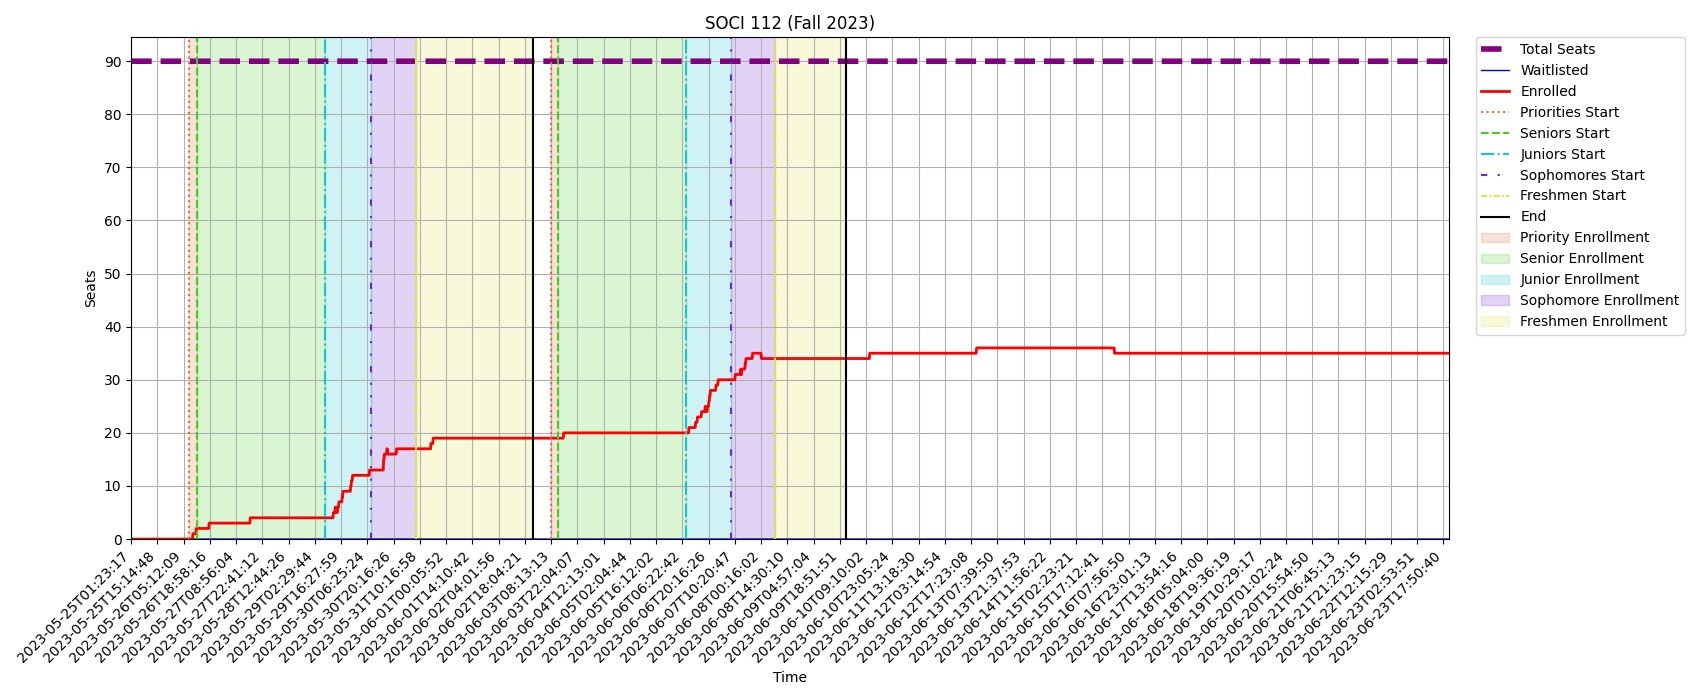 SOCI 112 (Fall 2023)
Seats
90
80
70
60
50
40
30
20
10
0
2023-05-25T01:23:17
2023-05-25T15:14:48
2023-05-26T05:12:09
2023-05-26T18:58:16
2023-05-27T08:56:04
2023-05-27T22:41:12
2023-05-28T12:44:26
2023-05-29T02:29:44
2023-05-29T16:27:59
2023-05-30T06:25:24
2023-05-30T20:16:26
2023-05-31T10:16:58
2023-06-01T00:05:52
2023-06-01T14:10:42
2023-06-02T04:01:56
2023-06-02T18:04:21
2023-06-03T08:13:13
2023-06-03T22:04:07
2023-06-04T12:13:01
2023-06-05T02:04:44
2023-06-05T16:12:02
2023-06-06T06:22:42
2023-06-06T20:16:26
2023-06-07T10:20:47
2023-06-08T00:16:02
2023-06-08T14:30:10
2023-06-09T04:57:04
2023-06-09T18:51:51
2023-06-10T09:10:02
2023-06-10T23:05:24
2023-06-11T13:18:30
2023-06-12T03:14:54
2023-06-12T17:23:08
2023-06-13T07:39:50
2023-06-13T21:37:53
2023-06-14T11:56:22
2023-06-15T02:23:21
2023-06-15T17:12:41
2023-06-16T07:56:50
2023-06-16T23:01:13
2023-06-17T13:54:16
2023-06-18T05:04:00
2023-06-18T19:36:19
2023-06-19T10:29:17
2023-06-20T01:02:24
2023-06-20T15:54:50
2023-06-21T06:45:13
2023-06-21T21:23:15
2023-06-22T12:15:29
2023-06-23T02:53:51
2023-06-23T17:50:40
Time
Total Seats
Waitlisted
Enrolled
Priorities Start
Seniors Start
Juniors Start
Sophomores Start
Freshmen Start
End
Priority Enrollment
Senior Enrollment
Junior Enrollment
Sophomore Enrollment
Freshmen Enrollment